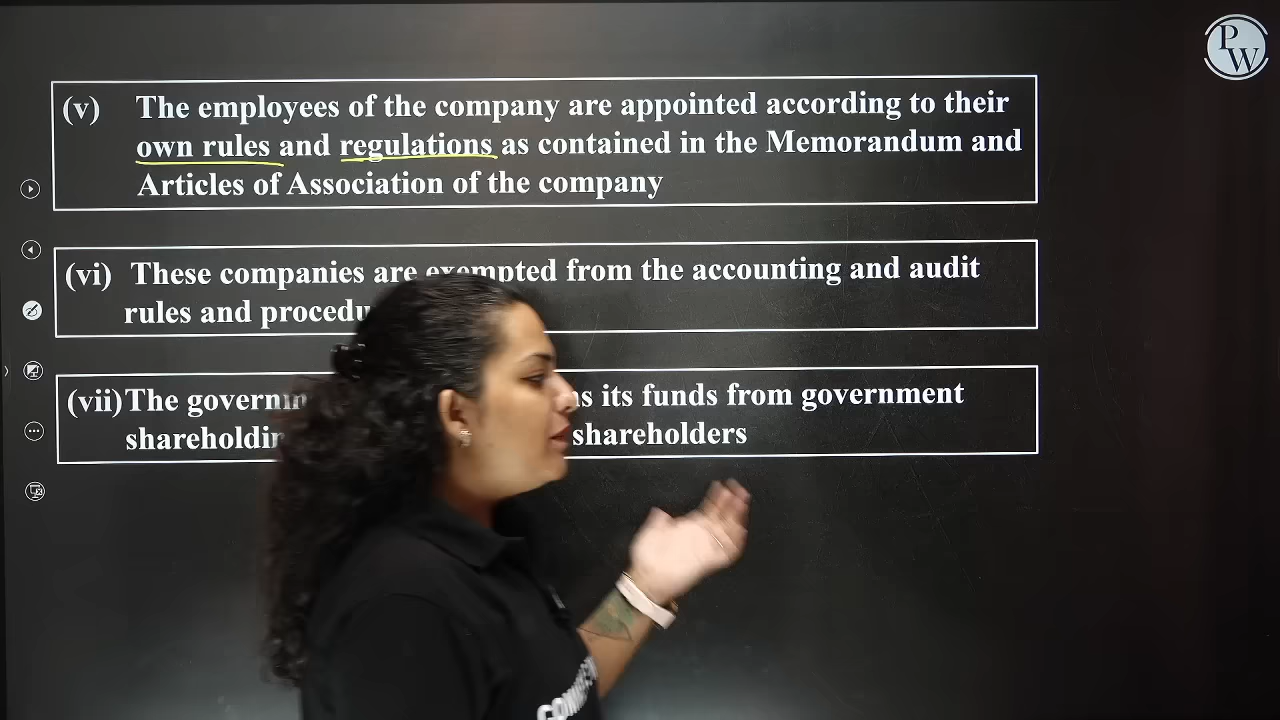 PW
(v) The employees of the company are appointed according to their
own rules and regulations as contained in the Memorandum and
Articles of Association of the company
(vi) These companies are exempted from the accounting and audit
rules and
(vii) The its funds from government
shareholders